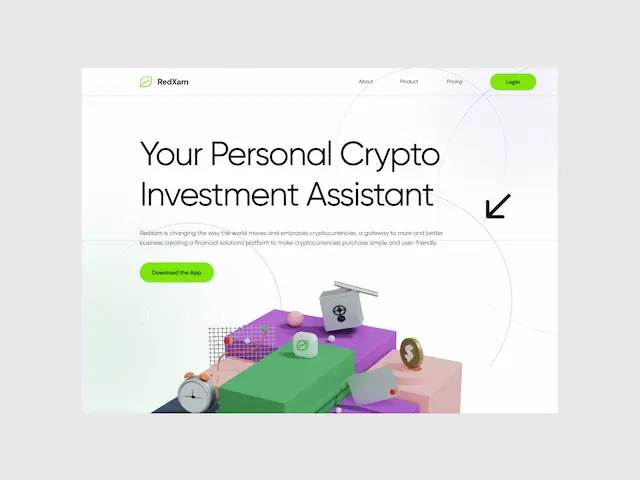 RedXam
About
Product
Pricing
Login
Your Personal Crypto
Investment Assistant
Redxam is changing the way the world moves and embraces cryptocurrencies, a gateway to more and better
business creating a financial solutions platform to make cryptocurrencies purchase simple and user-friendly.
Download the App
$